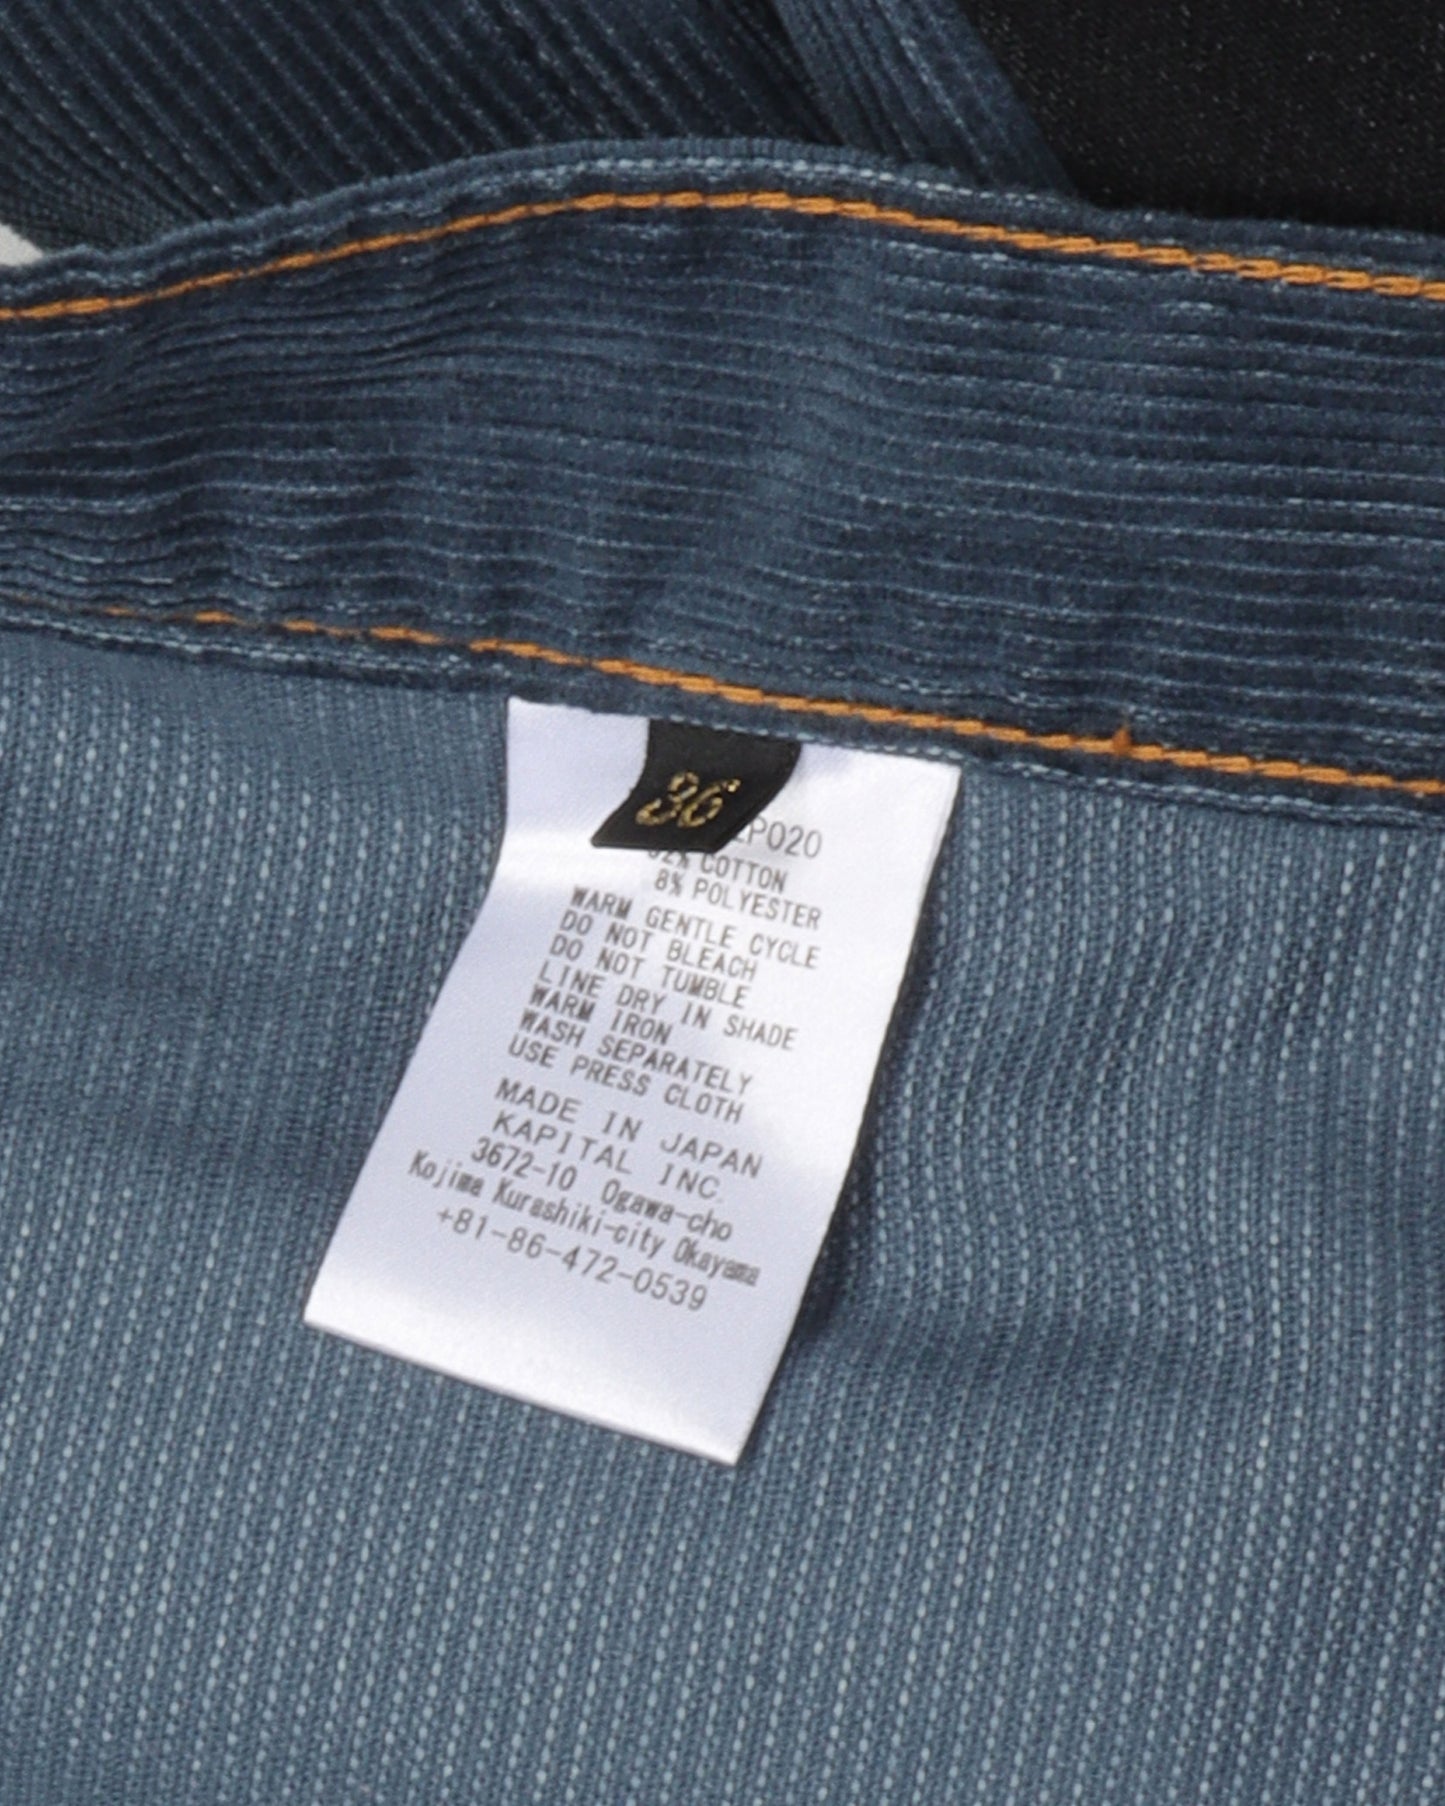 36
P020
COTTON
8% POLYESTER
WARM GENTLE CYCLE
DO NOT BLEACH
DO NOT TUMBLE
LINE DRY IN SHADE
WARM IRON
WASH SEPARATELY
USE PRESS CLOTH
MADE IN JAPAN
KAPITAL INC.
3672-10 Ogawa-cho
Kojima Kurashiki-city Okayama
+81-86-472-0539